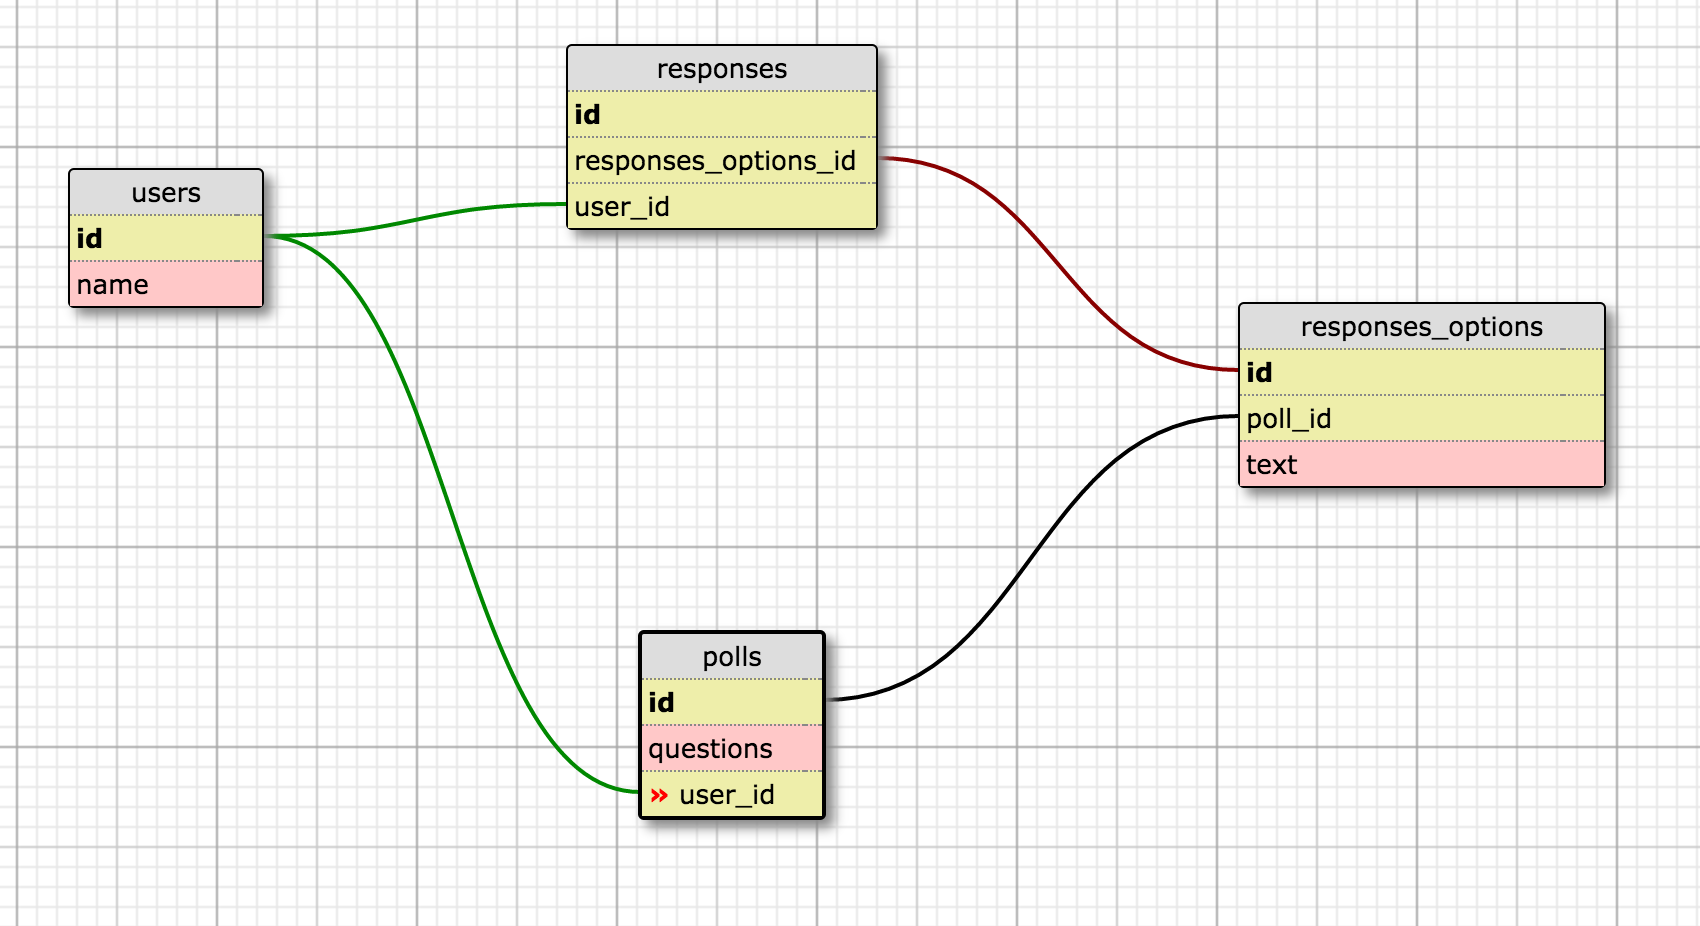 users
id
name
responses
id
responses_options_id
user_id
responses_options
id
poll_id
text
polls
id
questions
» user_id